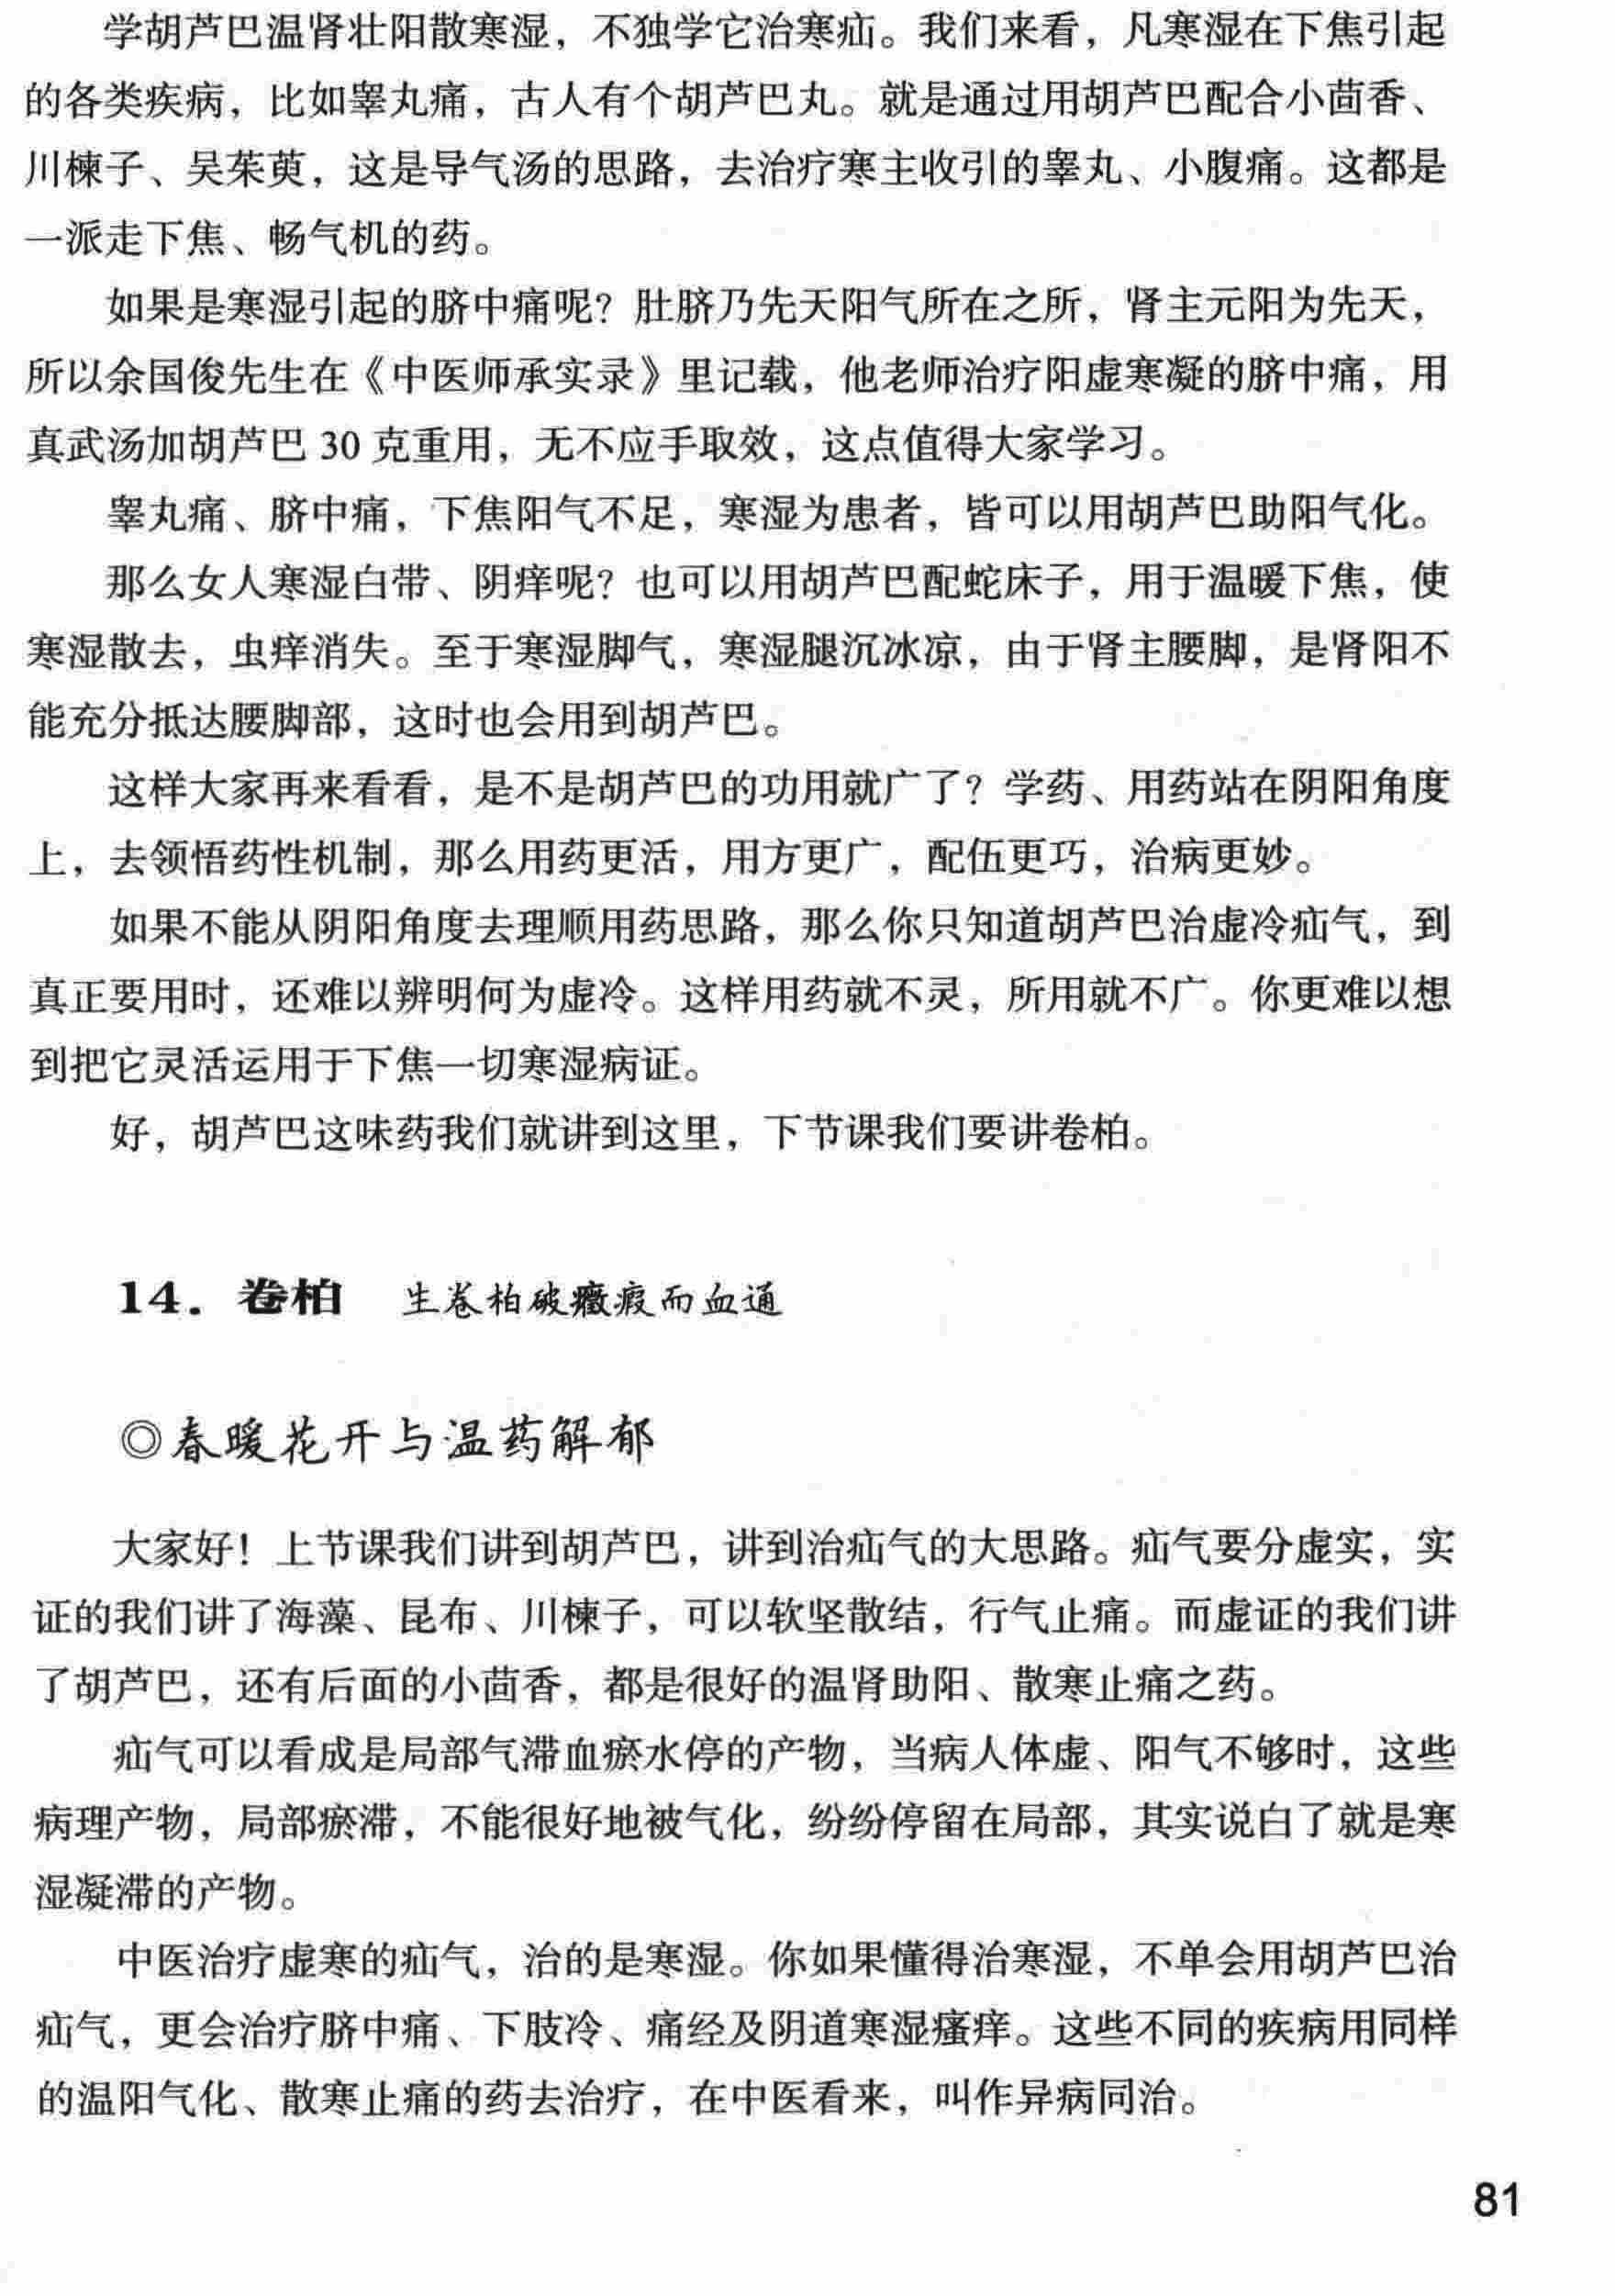 学胡芦巴温肾壮阳散寒湿，不独学它治寒疝。我们来看，凡寒湿在下焦引起
的各类疾病，比如睾丸痛，古人有个胡芦巴丸。就是通过用胡芦巴配合小茴香、
川楝子、吴茱萸，这是导气汤的思路，去治疗寒主收引的睾丸、小腹痛。这都是
一派走下焦、畅气机的药。
如果是寒湿引起的脐中痛呢？肚脐乃先天阳气所在之所，肾主元阳为先天，
所以余国俊先生在《中医师承实录》里记载，他老师治疗阳虚寒凝的脐中痛，用
真武汤加胡芦巴 30 克重用，无不应手取效，这点值得大家学习。
睾丸痛、脐中痛，下焦阳气不足，寒湿为患者，皆可以用胡芦巴助阳气化。
那么女人寒湿白带、阴痒呢？也可以用胡芦巴配蛇床子，用于温暖下焦，使
寒湿散去，虫痒消失。至于寒湿脚气，寒湿腿沉冰凉，由于肾主腰脚，是肾阳不
能充分抵达腰脚部，这时也会用到胡芦巴。
这样大家再来看看，是不是胡芦巴的功用就广了？学药、用药站在阴阳角度
上，去领悟药性机制，那么用药更活，用方更广，配伍更巧，治病更妙。
如果不能从阴阳角度去理顺用药思路，那么你只知道胡芦巴治虚冷疝气，到
真正要用时，还难以辨明何为虚冷。这样用药就不灵，所用就不广。你更难以想
到把它灵活运用于下焦一切寒湿病证。
好，胡芦巴这味药我们就讲到这里，下节课我们要讲卷柏。
14. 卷柏 生卷柏破癥瘕而血通
◎春暖花开与温药解郁
大家好！上节课我们讲到胡芦巴，讲到治疝气的大思路。疝气要分虚实，实
证的我们讲了海藻、昆布、川楝子，可以软坚散结，行气止痛。而虚证的我们讲
了胡芦巴，还有后面的小茴香，都是很好的温肾助阳、散寒止痛之药。
疝气可以看成是局部气滞血瘀水停的产物，当病人体虚、阳气不够时，这些
病理产物，局部瘀滞，不能很好地被气化，纷纷停留在局部，其实说白了就是寒
湿凝滞的产物。
中医治疗虚寒的疝气，治的是寒湿。你如果懂得治寒湿，不单会用胡芦巴治
疝气，更会治疗脐中痛、下肢冷、痛经及阴道寒湿瘙痒。这些不同的疾病用同样
的温阳气化、散寒止痛的药去治疗，在中医看来，叫作异病同治。
81